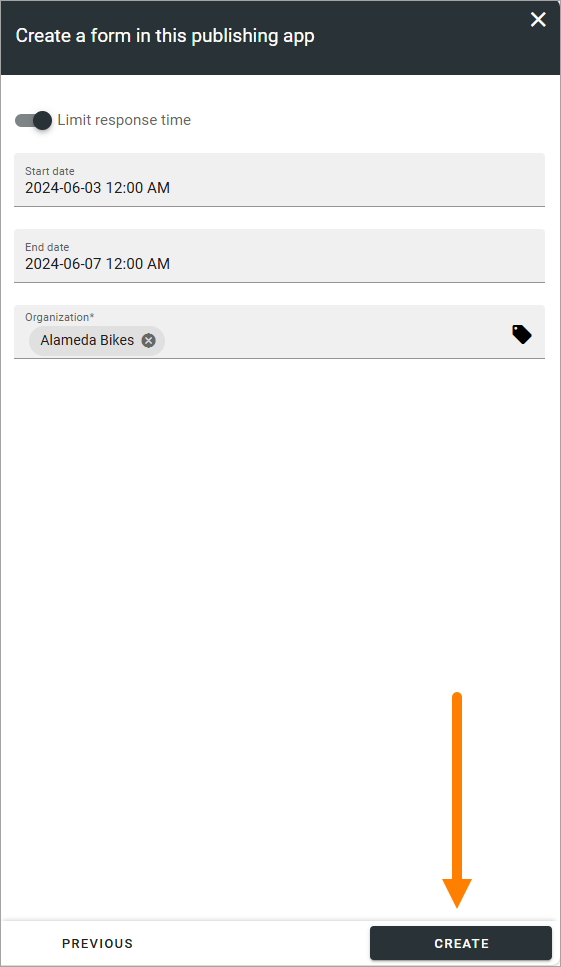 Create a form in this publishing app
Limit response time
Start date
2024-06-03 12:00 AM
End date
2024-06-07 12:00 AM
Organization*
Alameda Bikes
PREVIOUS
CREATE